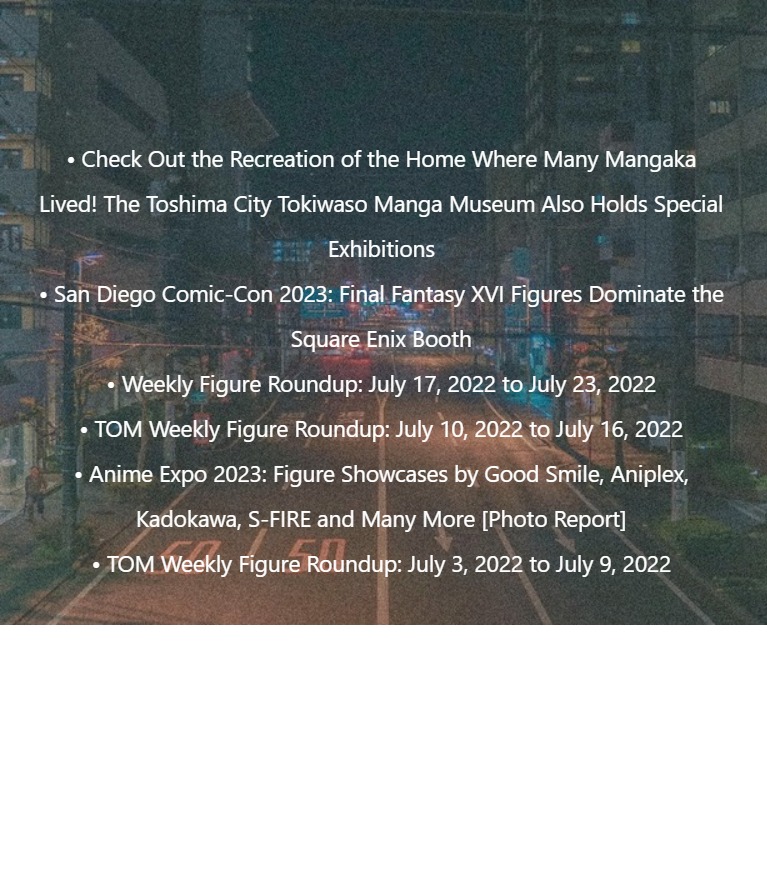 • Check Out the Recreation of the Home Where Many Mangaka
Lived! The Toshima City Tokiwaso Manga Museum Also Holds Special
Exhibitions
• San Diego Comic-Con 2023: Final Fantasy XVI Figures Dominate the
Square Enix Booth
• Weekly Figure Roundup: July 17, 2022 to July 23, 2022
• TOM Weekly Figure Roundup: July 10, 2022 to July 16, 2022
• Anime Expo 2023: Figure Showcases by Good Smile, Aniplex,
Kadokawa, S-FIRE and Many More [Photo Report]
• TOM Weekly Figure Roundup: July 3, 2022 to July 9, 2022
50 50